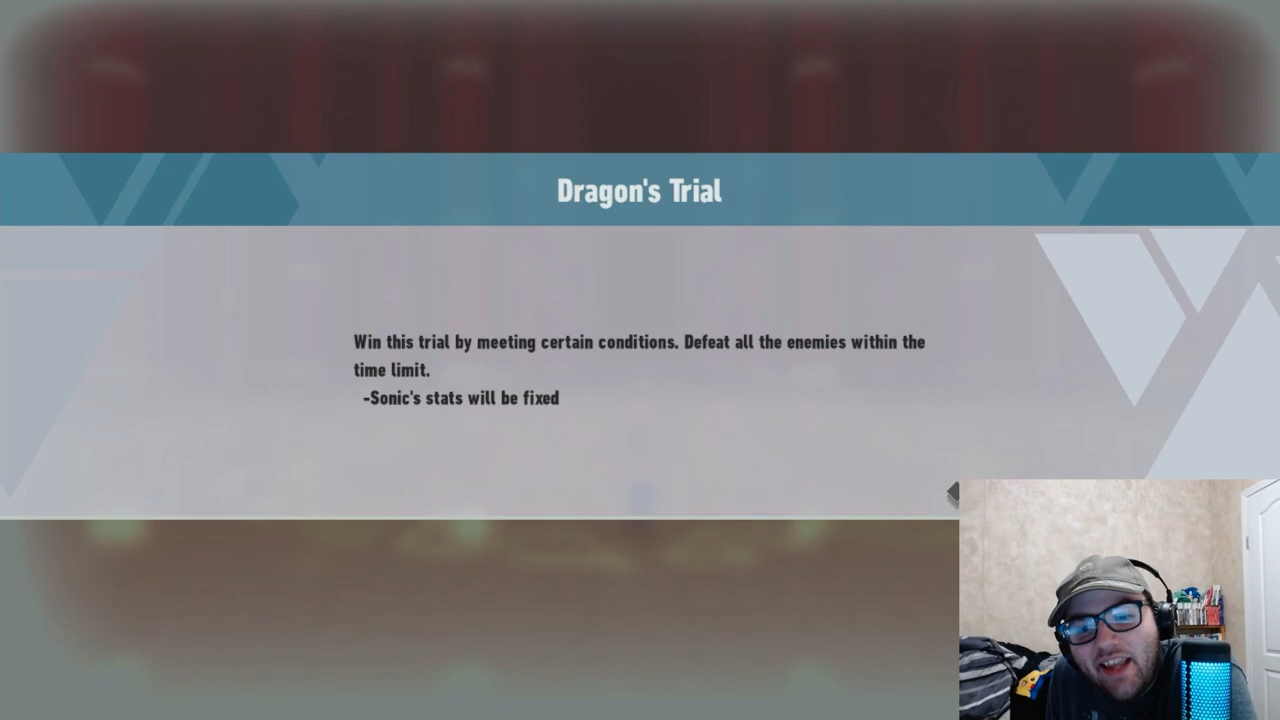 Dragon's Trial
Win this trial by meeting certain conditions. Defeat all the enemies within the
time limit.
-Sonic's stats will be fixed